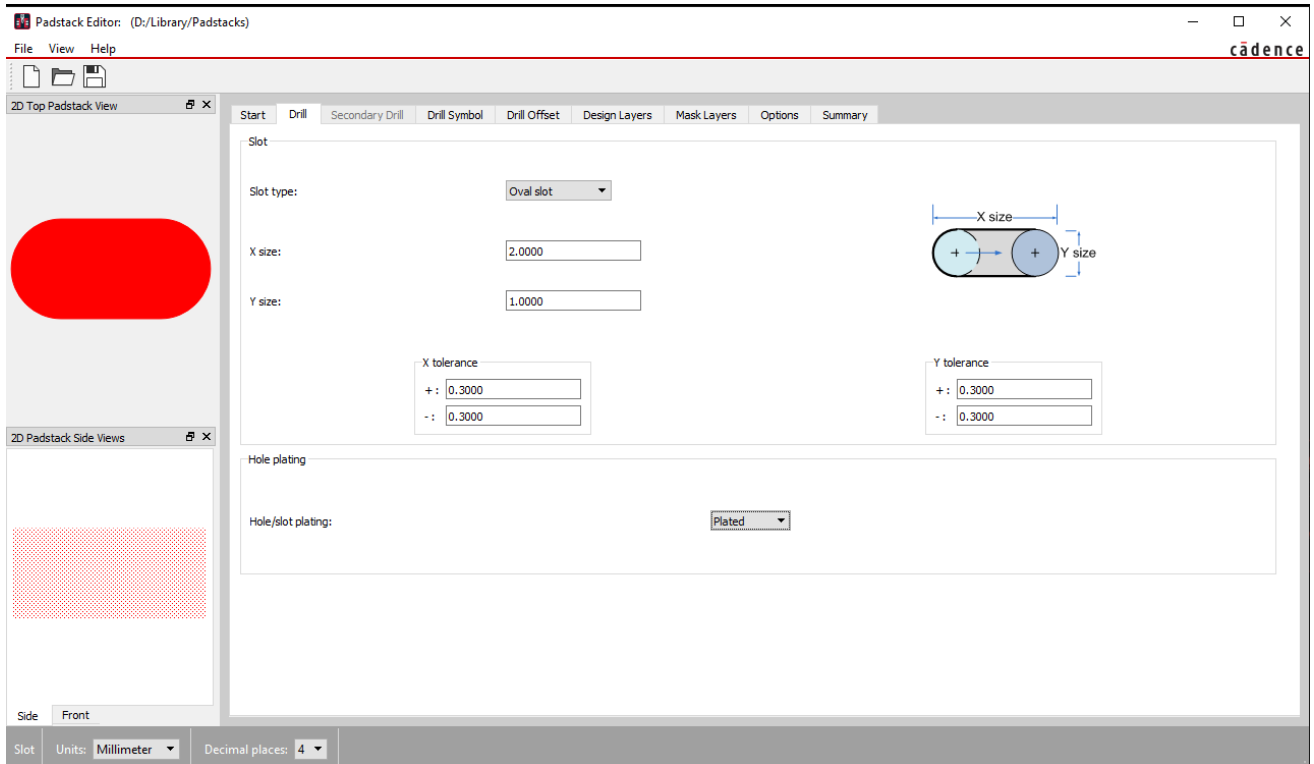 Padstack Editor: (D:/Library/Padstacks)
File View Help
cādence
2D Top Padstack View
Start Drill Secondary Drill Drill Symbol Drill Offset Design Layers Mask Layers Options Summary
Slot
Slot type: Oval slot
X size
X size: 2.0000
Y size
Y size: 1.0000
X tolerance
+: 0.3000
-: 0.3000
Y tolerance
+: 0.3000
-: 0.3000
2D Padstack Side Views
Hole plating
Hole/slot plating: Plated
Side Front
Slot Units: Millimeter Decimal places: 4